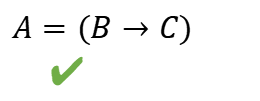 A = (B → C)